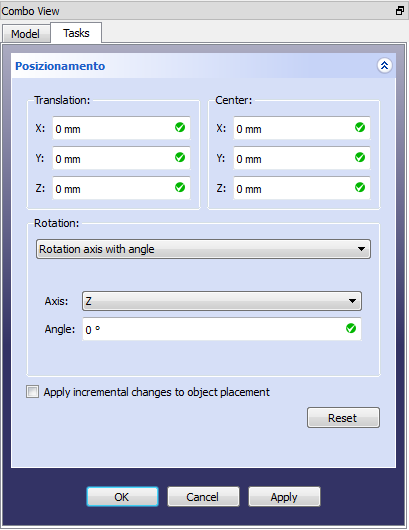 Combo View
Model Tasks
Posizionamento
Translation: Center:
X: 0 mm X: 0 mm
Y: 0 mm Y: 0 mm
Z: 0 mm Z: 0 mm
Rotation:
Rotation axis with angle
Axis: Z
Angle: 0 °
Apply incremental changes to object placement
Reset
OK Cancel Apply